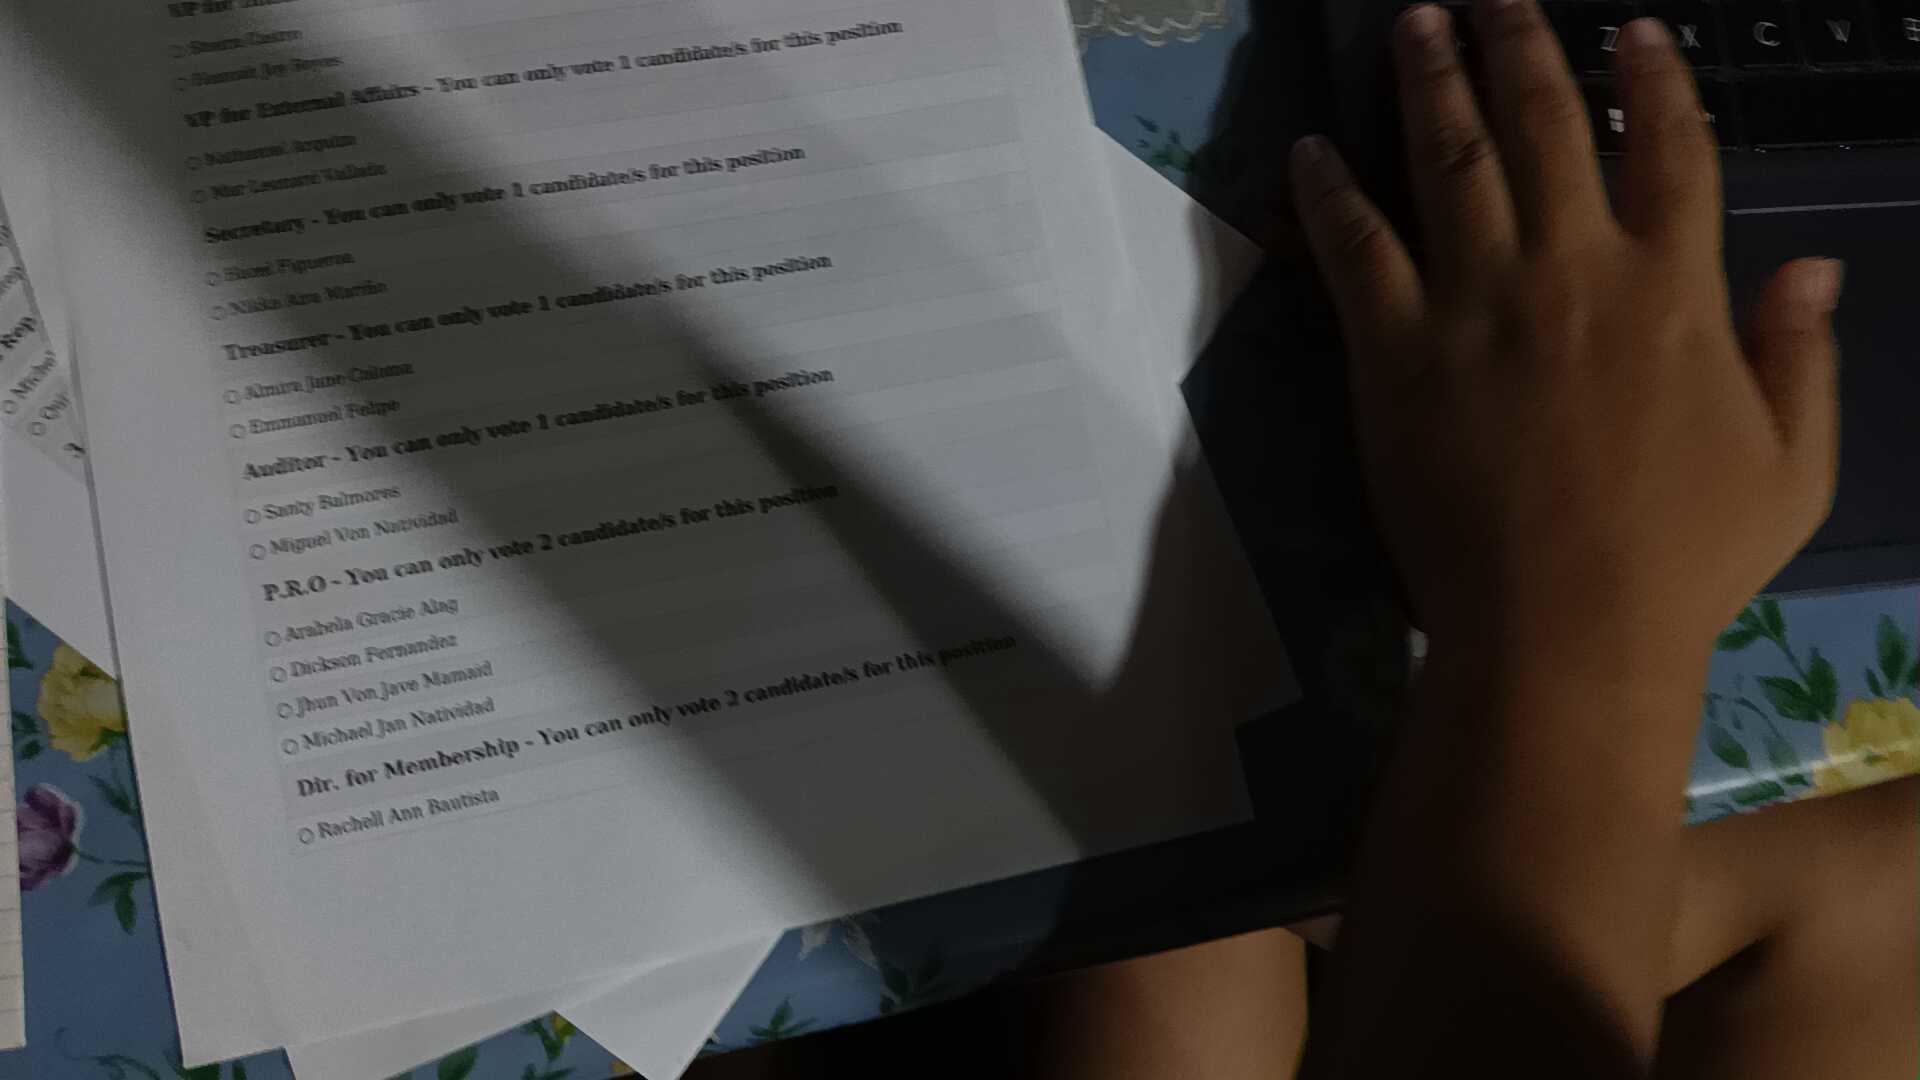 VP for
VP for External Affairs - You can only vote 1 candidate/s for this position
Secretary - You can only vote 1 candidate/s for this position
Treasurer - You can only vote 1 candidate/s for this position
○ Almira Jane
○ Emmanuel Felipe
Auditor - You can only vote 1 candidate/s for this position
○ Santy Balmores
○ Miguel Von Natividad
P.R.O - You can only vote 2 candidate/s for this position
○ Arabela Gracie Alag
○ Dickson Fernandez
○ Jhun Von Jave Mamaid
○ Michael Jan Natividad
Dir. for Membership - You can only vote 2 candidate/s for this position
○ Rachell Ann Bautista
Rep
Z X C V